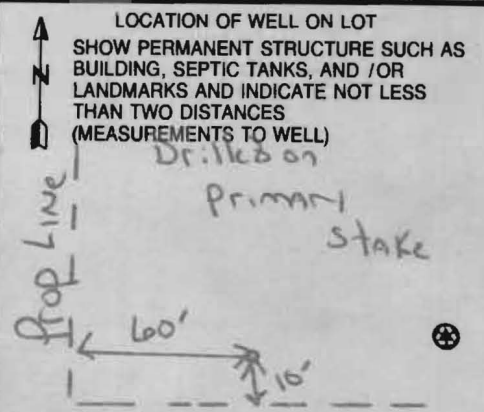 LOCATION OF WELL ON LOT
SHOW PERMANENT STRUCTURE SUCH AS
BUILDING, SEPTIC TANKS, AND /OR
LANDMARKS AND INDICATE NOT LESS
THAN TWO DISTANCES
(MEASUREMENTS TO WELL)
N
Drilled on
Primary
Stake
Prop Line
60'
10'